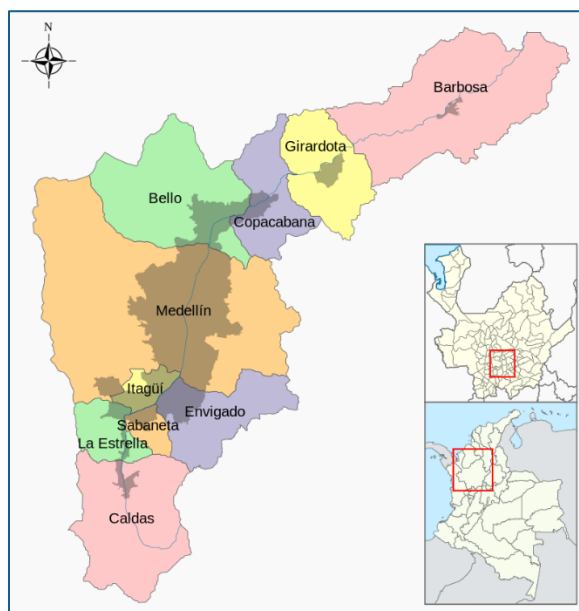 N
Barbosa
Girardota
Bello
Copacabana
Medellín
Itagüí
Envigado
Sabaneta
La Estrella
Caldas